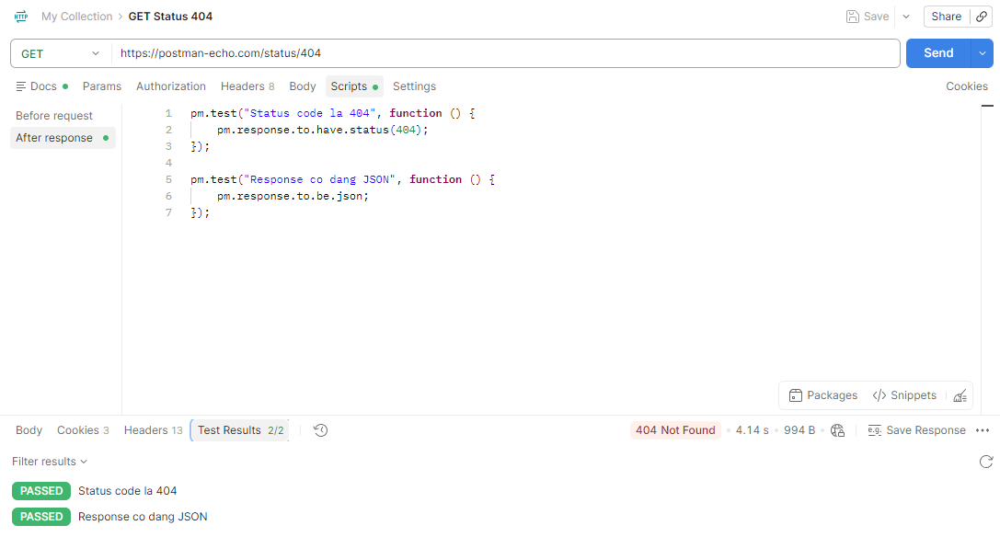 HTTP My Collection > GET Status 404 Save Share
GET https://postman-echo.com/status/404 Send
Docs Params Authorization Headers 8 Body Scripts Settings Cookies
Before request
After response
1 pm.test("Status code la 404", function () {
2 pm.response.to.have.status(404);
3 });
4
5 pm.test("Response co dang JSON", function () {
6 pm.response.to.be.json;
7 });
Packages </> Snippets
Body Cookies 3 Headers 13 Test Results 2/2 404 Not Found • 4.14 s • 994 B • e.g. Save Response
Filter results
PASSED Status code la 404
PASSED Response co dang JSON